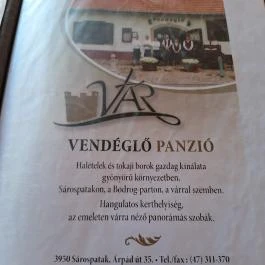 Vendéglő
VÁR
VENDÉGLŐ PANZIÓ
Halételek és tokaji borok gazdag kínálata
gyönyörű környezetben.
Sárospatakon, a Bodrog-parton, a várral szemben.
Hangulatos kerthelyiség,
az emeleten várra néző panorámás szobák.
3950 Sárospatak, Árpád út 35. • Tel./fax: (47) 311-370